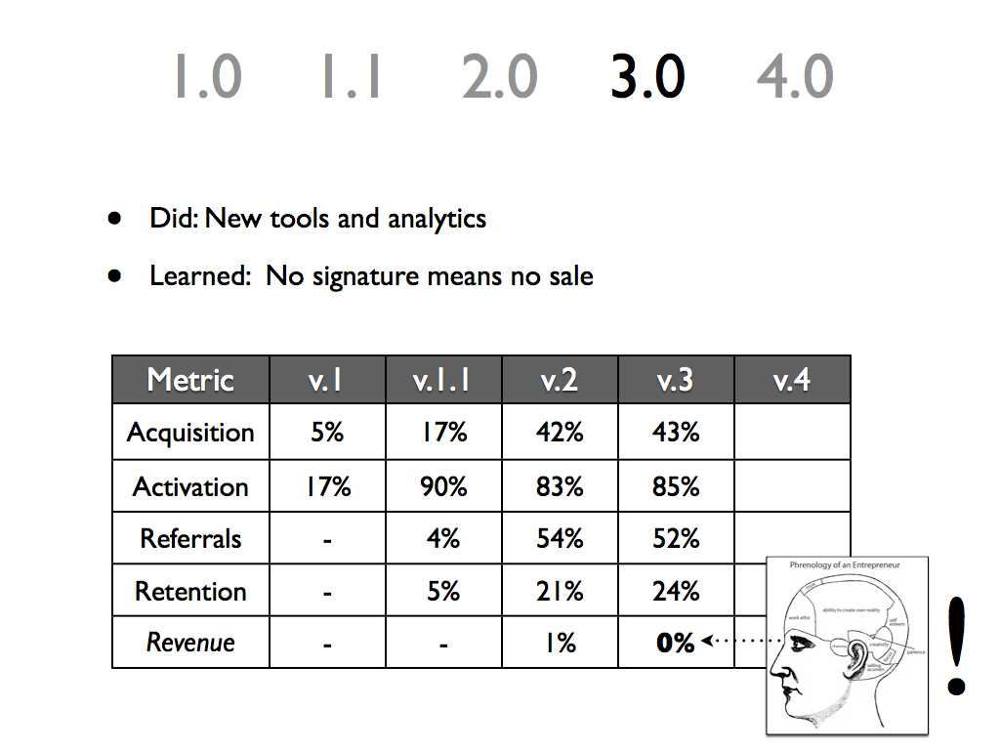 1.0 1.1 2.0 3.0 4.0
• Did: New tools and analytics
• Learned: No signature means no sale
Metric v.1 v.1.1 v.2 v.3 v.4
Acquisition 5% 17% 42% 43%
Activation 17% 90% 83% 85%
Referrals - 4% 54% 52%
Retention - 5% 21% 24%
Revenue - - 1% 0%
Phrenology of an Entrepreneur
ability to create own reality
work ethic
self
esteem
creativity
patience
selling
acumen
!